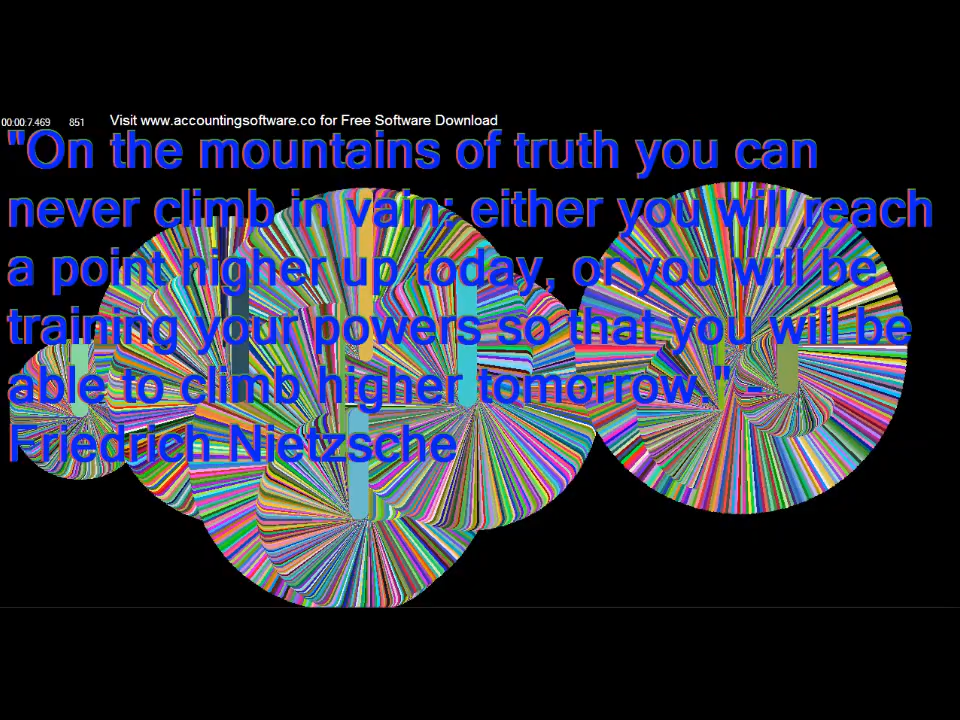 00:00:7.469 851 Visit www.accountingsoftware.co for Free Software Download
"On the mountains of truth you can
never climb in vain: either you will reach
a point higher up today, or you will be
training your powers so that you will be
able to climb higher tomorrow." -
Friedrich Nietzsche